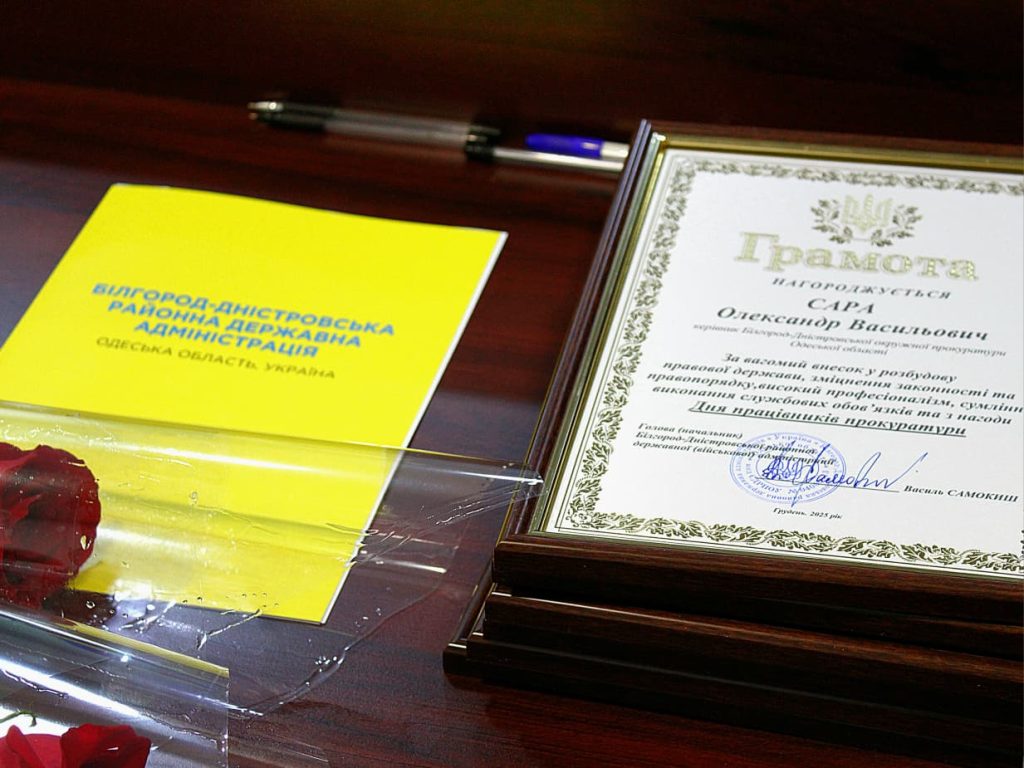 БІЛГОРОД-ДНІСТРОВСЬКА
РАЙОННА ДЕРЖАВНА
АДМІНІСТРАЦІЯ
ОДЕСЬКА ОБЛАСТЬ, УКРАЇНА
Грамота
НАГОРОДЖУЄТЬСЯ
САРА
Олександр Васильович
керівник Білгород-Дністровської окружної прокуратури
Одеської області
За вагомий внесок у розбудову
правової держави, зміцнення законності та
правопорядку,високий професіоналізм, сумлінн
виконання службових обов’язків та з нагоди
Дня працівників прокуратури
Голова (начальник)
Білгород-Дністровської районної
державної (військової) адміністрації
Василь САМОКИШ
Грудень, 2025 рік